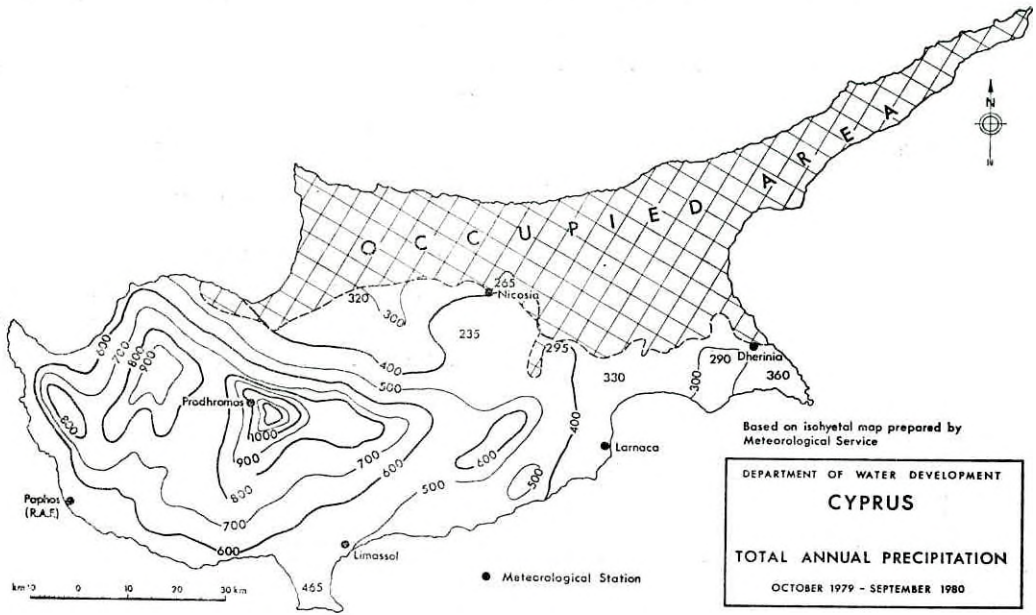 N
N
OCCUPIED AREA
265
Nicosia
320
300
235
295
290
Dherinia
360
330
300
600
700
800
900
400
500
Prodhromos
1000
900
800
800
700
600
500
600
500
400
Larnaca
Paphos
(R.A.F.)
700
600
Limassol
465
km 10 0 10 20 30 km
Meteorological Station
Based on isohyetal map prepared by
Meteorological Service
DEPARTMENT OF WATER DEVELOPMENT
CYPRUS
TOTAL ANNUAL PRECIPITATION
OCTOBER 1979 - SEPTEMBER 1980